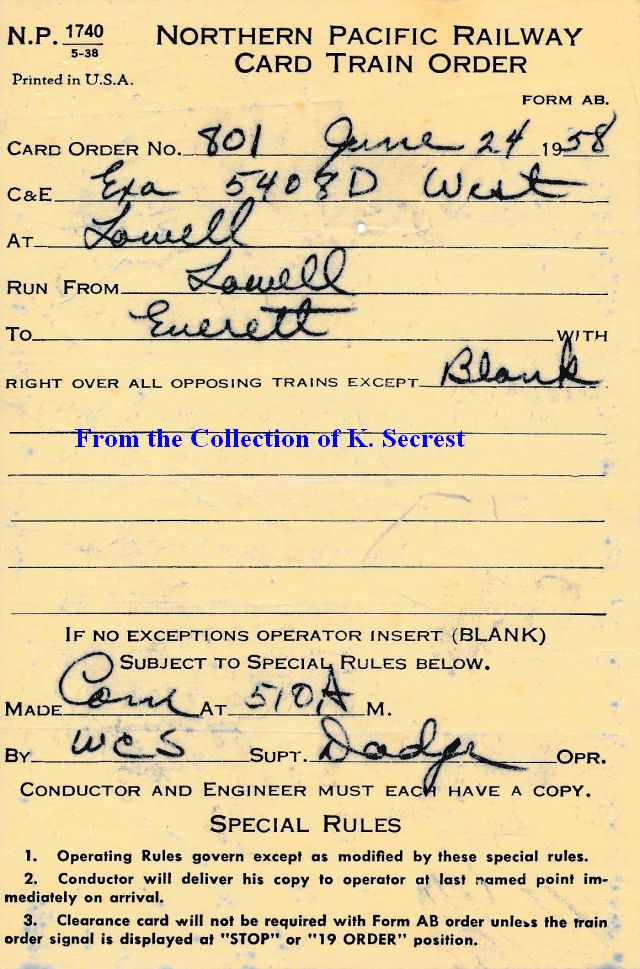 N.P. 1740 NORTHERN PACIFIC RAILWAY
5-38 CARD TRAIN ORDER
Printed in U.S.A.
FORM AB.
CARD ORDER NO. 801 June 24 1958
C&E Exa 5408D West
AT Lowell
RUN FROM Lowell
TO Everett WITH
RIGHT OVER ALL OPPOSING TRAINS EXCEPT Blank
From the Collection of K. Secrest
IF NO EXCEPTIONS OPERATOR INSERT (BLANK)
SUBJECT TO SPECIAL RULES BELOW.
MADE Com AT 510A M.
BY WCS SUPT. Dodge OPR.
CONDUCTOR AND ENGINEER MUST EACH HAVE A COPY.
SPECIAL RULES
1. Operating Rules govern except as modified by these special rules.
2. Conductor will deliver his copy to operator at last named point im-
mediately on arrival.
3. Clearance card will not be required with Form AB order unless the train
order signal is displayed at "STOP" or "19 ORDER" position.